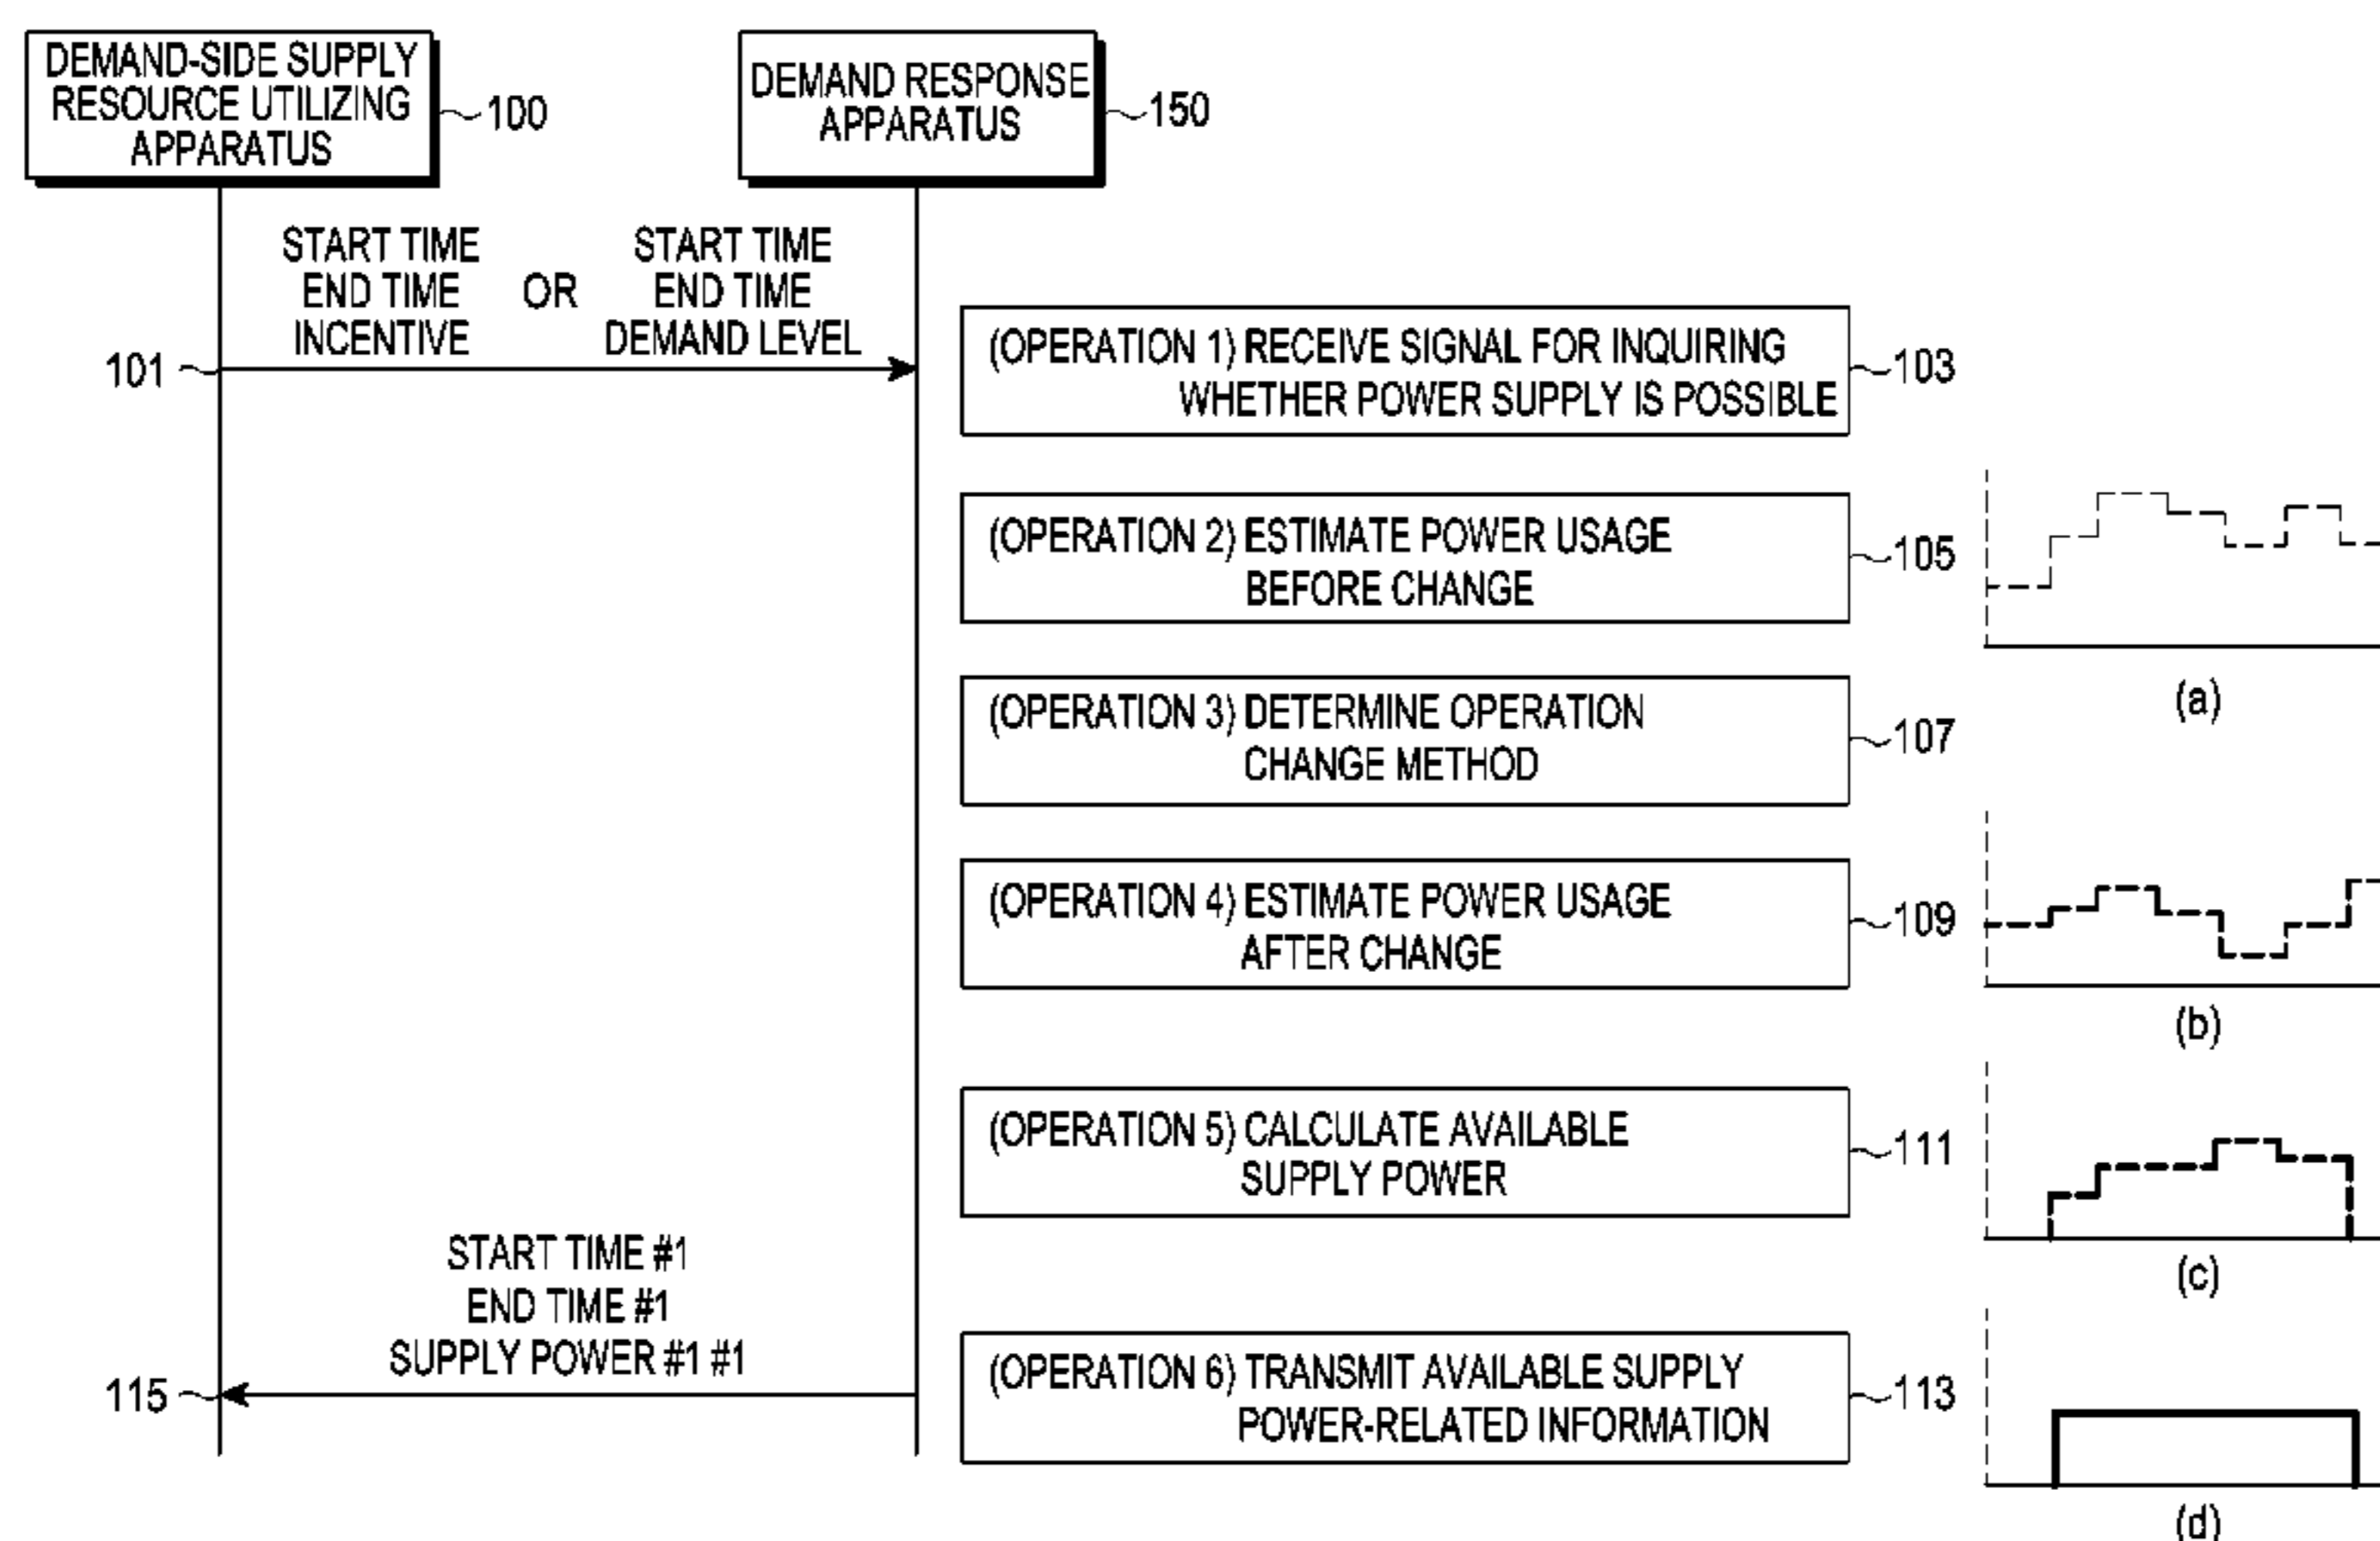 DEMAND-SIDE SUPPLY
RESOURCE UTILIZING
APPARATUS
100
DEMAND RESPONSE
APPARATUS
150
START TIME
END TIME
INCENTIVE
OR
START TIME
END TIME
DEMAND LEVEL
101
(OPERATION 1) RECEIVE SIGNAL FOR INQUIRING
WHETHER POWER SUPPLY IS POSSIBLE
103
(OPERATION 2) ESTIMATE POWER USAGE
BEFORE CHANGE
105
(a)
(OPERATION 3) DETERMINE OPERATION
CHANGE METHOD
107
(OPERATION 4) ESTIMATE POWER USAGE
AFTER CHANGE
109
(b)
(OPERATION 5) CALCULATE AVAILABLE
SUPPLY POWER
111
(c)
START TIME #1
END TIME #1
SUPPLY POWER #1 #1
115
(OPERATION 6) TRANSMIT AVAILABLE SUPPLY
POWER-RELATED INFORMATION
113
(d)